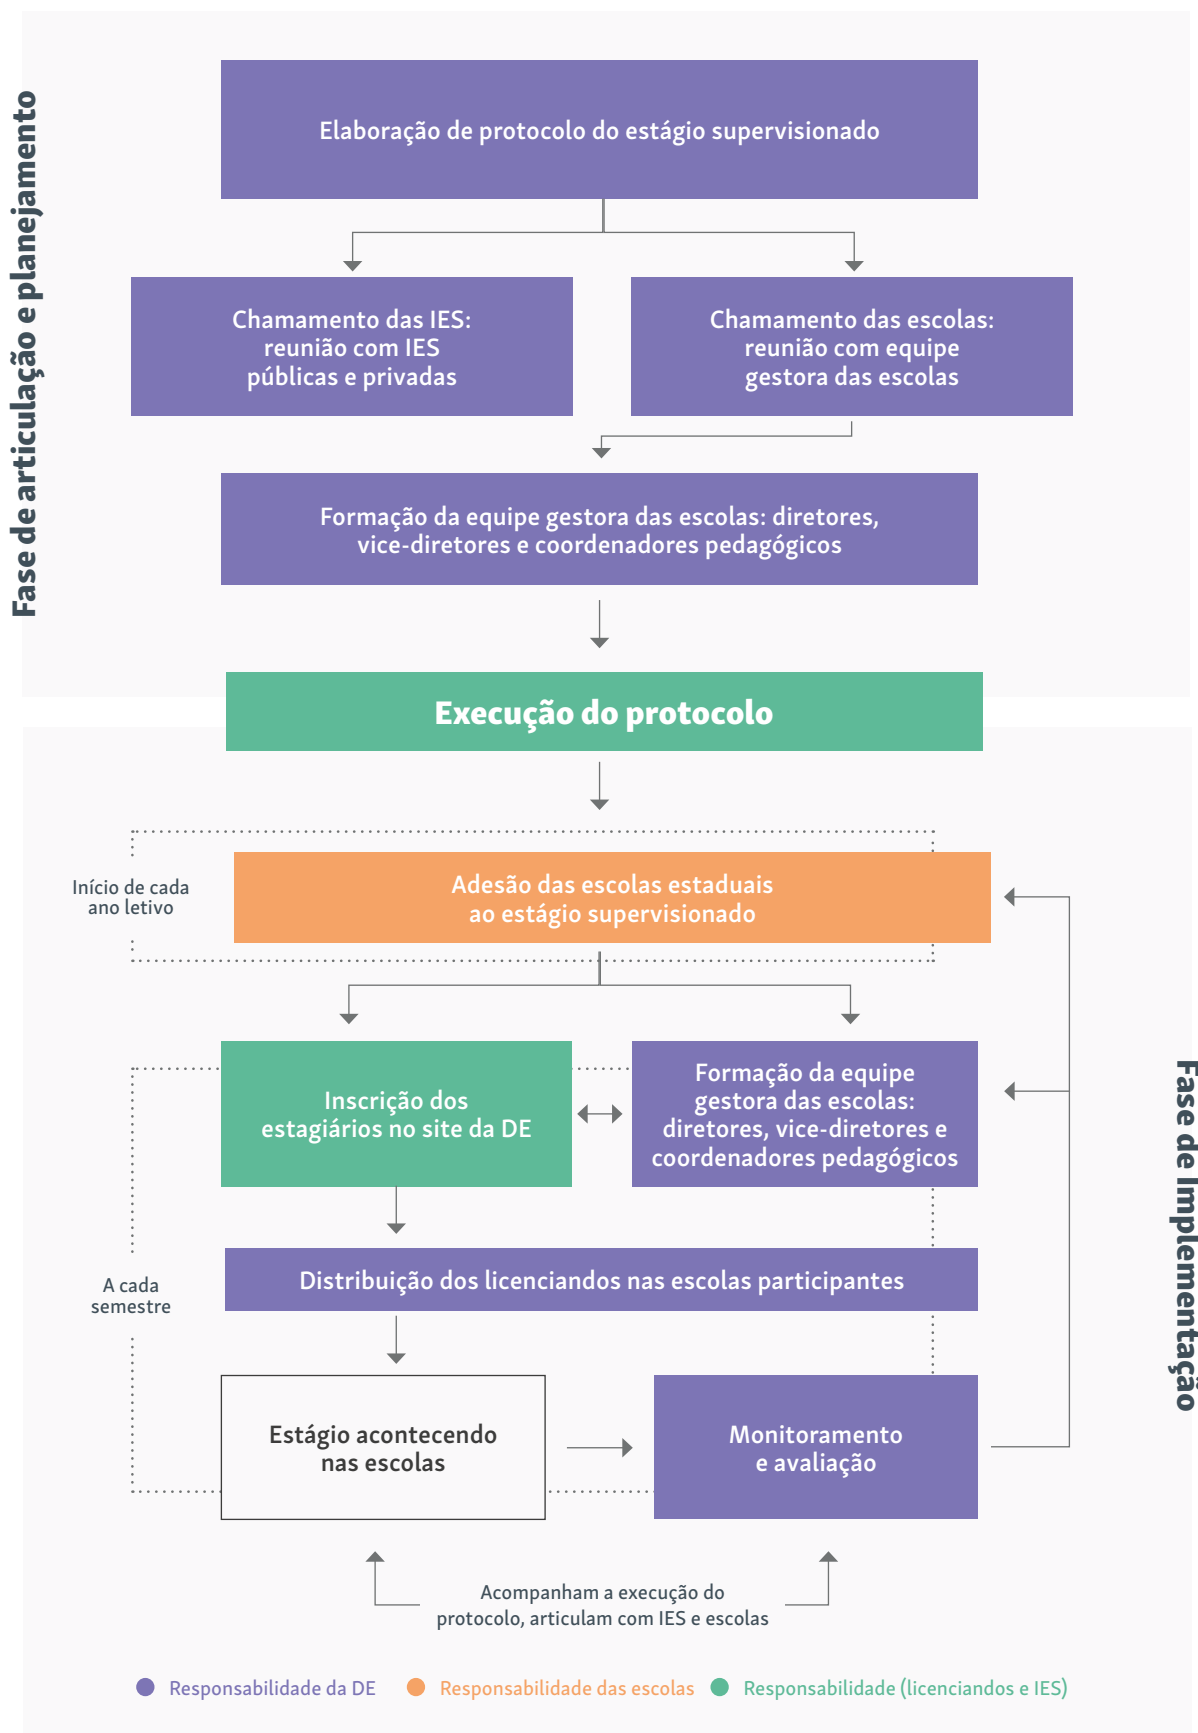 Fase de articulação e planejamento
Elaboração de protocolo do estágio supervisionado
Chamamento das IES:
reunião com IES
públicas e privadas
Chamamento das escolas:
reunião com equipe
gestora das escolas
Formação da equipe gestora das escolas: diretores,
vice-diretores e coordenadores pedagógicos
Execução do protocolo
Início de cada
ano letivo
Adesão das escolas estaduais
ao estágio supervisionado
Fase de Implementação
Inscrição dos
estagiários no site da DE
Formação da equipe
gestora das escolas:
diretores, vice-diretores e
coordenadores pedagógicos
A cada
semestre
Distribuição dos licenciandos nas escolas participantes
Estágio acontecendo
nas escolas
Monitoramento
e avaliação
Acompanham a execução do
protocolo, articulam com IES e escolas
Responsabilidade da DE
Responsabilidade das escolas
Responsabilidade (licenciandos e IES)